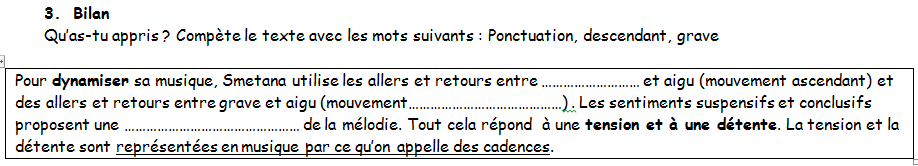 3. Bilan
Qu'as-tu appris ? Compète le texte avec les mots suivants : Ponctuation, descendant, grave
Pour dynamiser sa musique, Smetana utilise les allers et retours entre ........................... et aigu (mouvement ascendant) et
des allers et retours entre grave et aigu (mouvement..........................................). Les sentiments suspensifs et conclusifs
proposent une ................................................ de la mélodie. Tout cela répond à une tension et à une détente. La tension et la
détente sont représentées en musique par ce qu'on appelle des cadences.